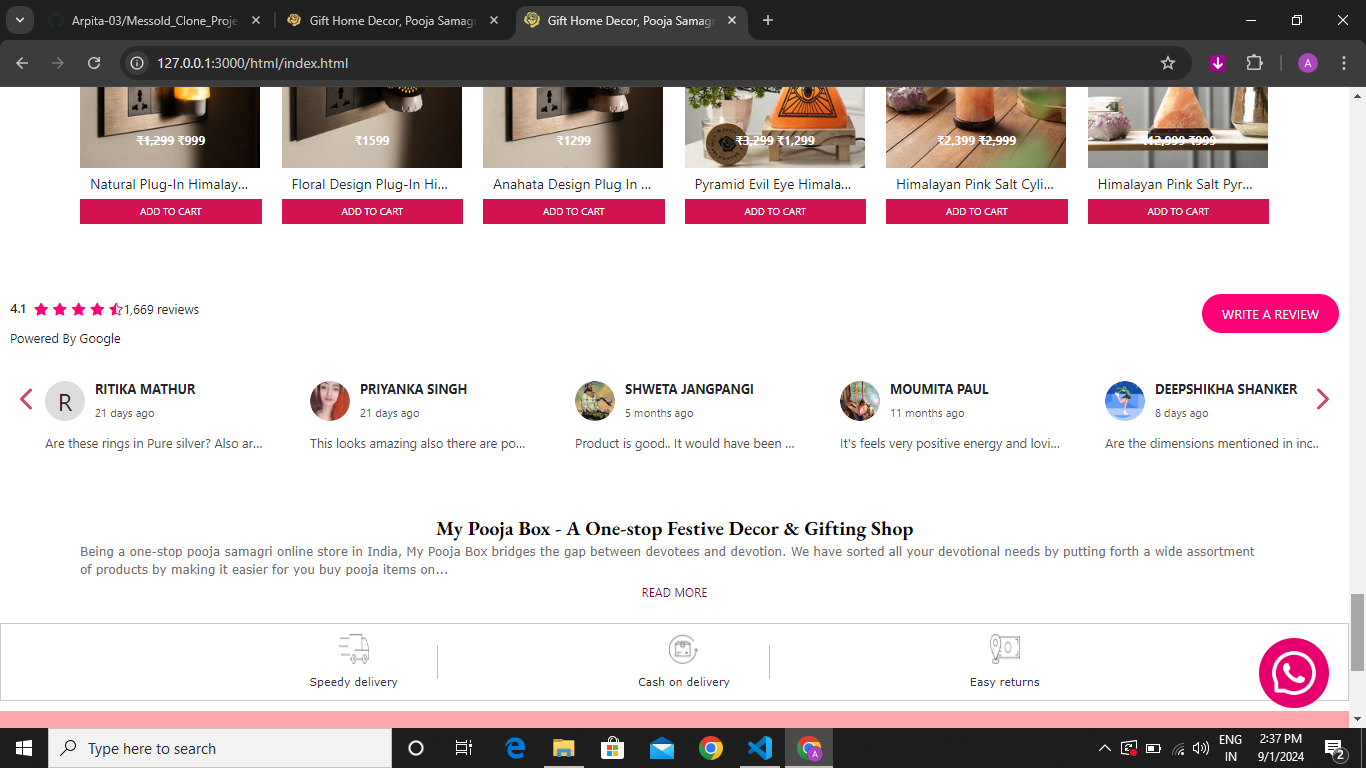 Arpita-03/Messold_Clone_Proje
Gift Home Decor, Pooja Samagr
Gift Home Decor, Pooja Samagr
127.0.0.1:3000/html/index.html
A
₹1,299 ₹999
₹1599
₹1299
₹3,299 ₹1,299
₹2,399 ₹2,999
₹2,999 ₹999
Natural Plug-In Himalay...
Floral Design Plug-In Hi...
Anahata Design Plug In ...
Pyramid Evil Eye Himala...
Himalayan Pink Salt Cyli...
Himalayan Pink Salt Pyr...
ADD TO CART
ADD TO CART
ADD TO CART
ADD TO CART
ADD TO CART
ADD TO CART
4.1 1,669 reviews
WRITE A REVIEW
Powered By Google
R
RITIKA MATHUR
21 days ago
Are these rings in Pure silver? Also ar...
PRIYANKA SINGH
21 days ago
This looks amazing also there are po...
SHWETA JANGPANGI
5 months ago
Product is good.. It would have been ...
MOUMITA PAUL
11 months ago
It's feels very positive energy and lovi...
DEEPSHIKHA SHANKER
8 days ago
Are the dimensions mentioned in inc..
My Pooja Box - A One-stop Festive Decor & Gifting Shop
Being a one-stop pooja samagri online store in India, My Pooja Box bridges the gap between devotees and devotion. We have sorted all your devotional needs by putting forth a wide assortment
of products by making it easier for you buy pooja items on...
READ MORE
Speedy delivery
Cash on delivery
Easy returns
Type here to search
A
ENG
IN
2:37 PM
9/1/2024
2